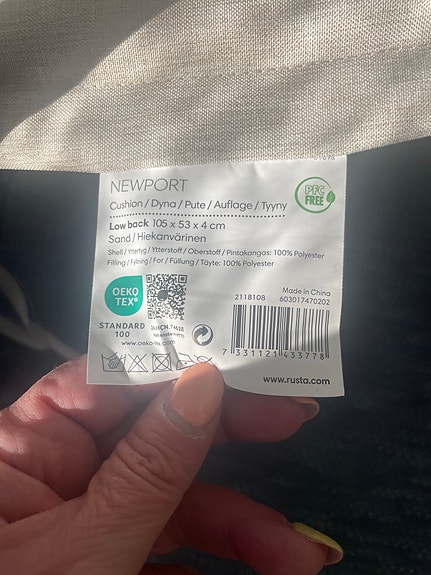 NEWPORT
Cushion / Dyna / Pute / Auflage / Tyyny
Low back 105 x 53 x 4 cm
Sand / Hiekanvärinen
Shell / Yttertyg / Ytterstoff / Oberstoff / Pintakangas: 100% Polyester
Filling / Fyllning / For / Füllung / Täyte: 100% Polyester
PFC
FREE
OEKO
TEX®
STANDARD
100
www.oeko
2118108
Made in China
603017470202
7 331121 433778
www.rusta.com